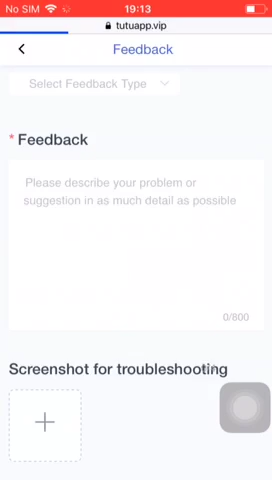 No SIM 19:13
tutuapp.vip
Feedback
Select Feedback Type
* Feedback
Please describe your problem or
suggestion in as much detail as possible
0/800
Screenshot for troubleshooting